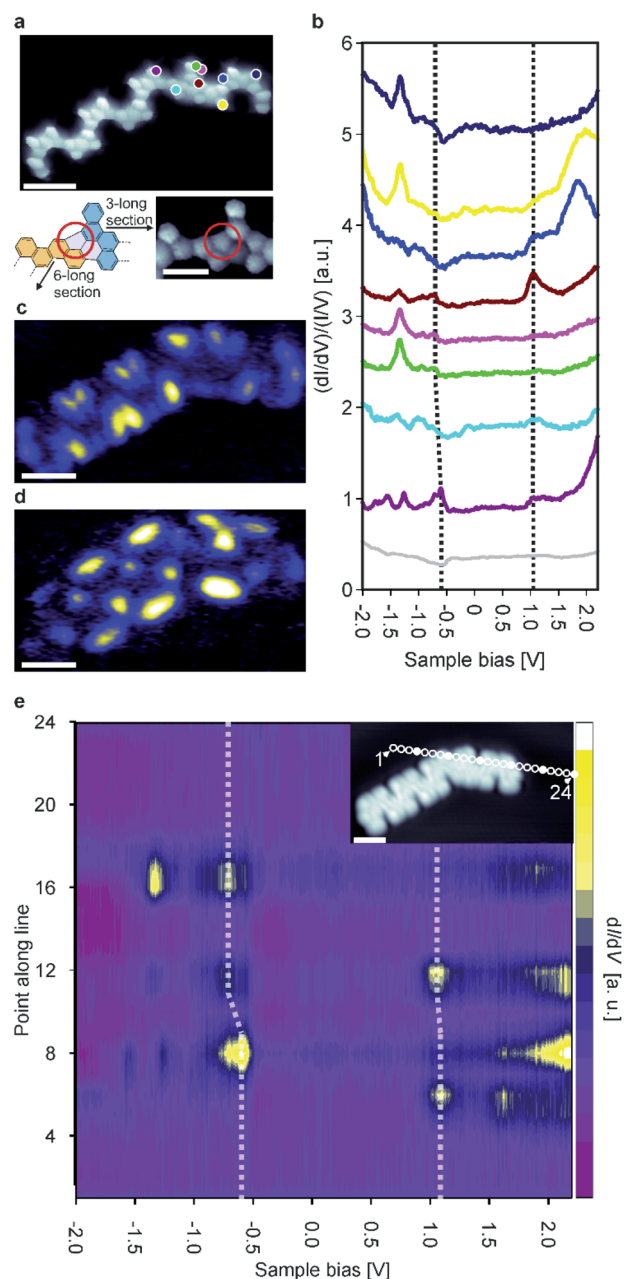 a
3-long
section
6-long
section
c
d
b
6
5
4
3
2
1
0
(dI/dV)/(I/V) [a.u.]
-2.0
-1.5
-1.0
-0.5
0
0.5
1.0
1.5
2.0
Sample bias [V]
e
24
20
16
12
8
4
Point along line
1
24
dI/dV [a. u.]
-2.0
-1.5
-1.0
-0.5
0.0
0.5
1.0
1.5
2.0
Sample bias [V]